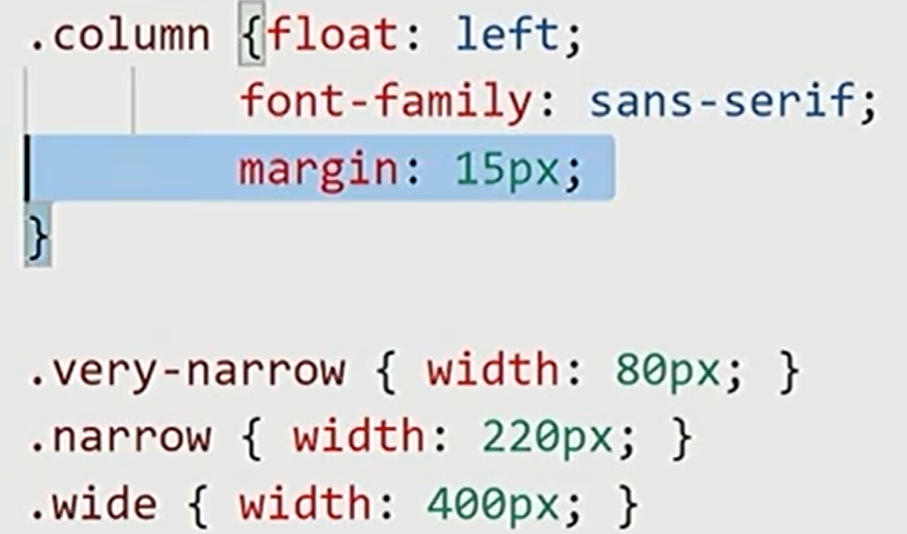 .column {float: left;
font-family: sans-serif;
margin: 15px;
}
.very-narrow { width: 80px; }
.narrow { width: 220px; }
.wide { width: 400px; }